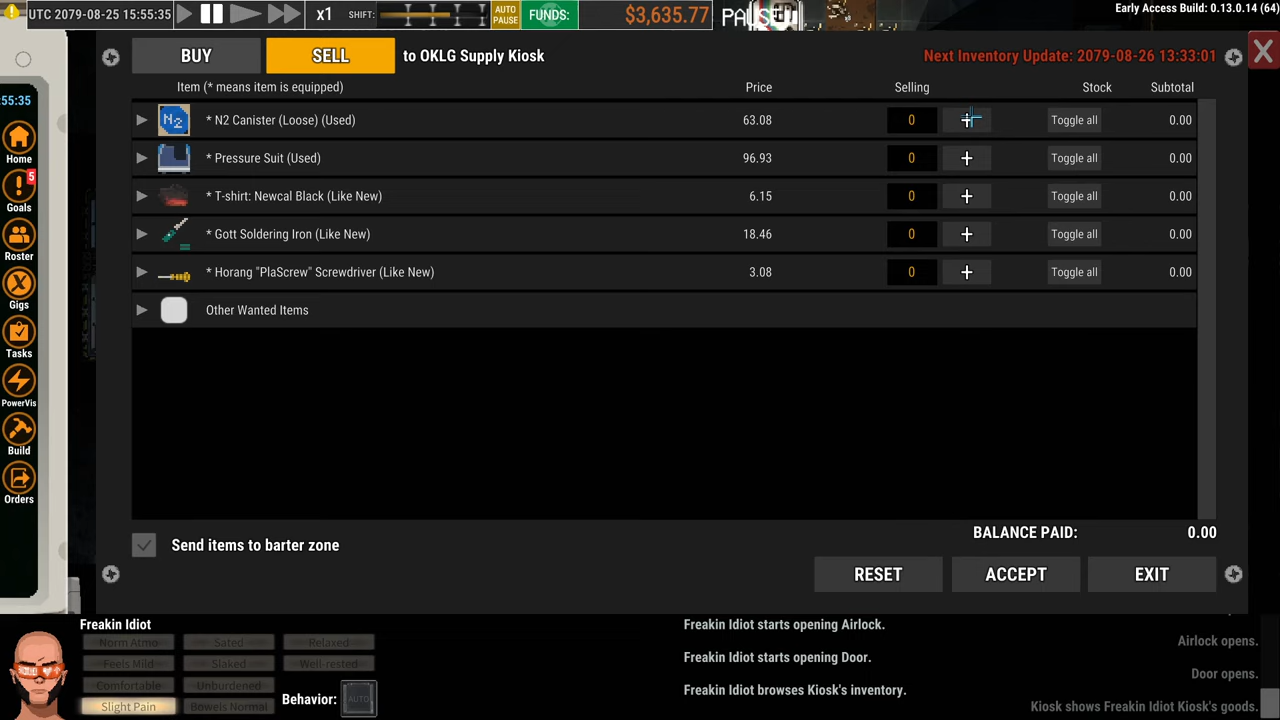 UTC 2079-08-25 15:55:35
x1
SHIFT:
AUTO PAUSE
FUNDS:
$3,635.77
PAUSED
Early Access Build: 0.13.0.14 (64)
BUY
SELL
to OKLG Supply Kiosk
Next Inventory Update: 2079-08-26 13:33:01
Item (* means item is equipped)
Price
Selling
Stock
Subtotal
N2
* N2 Canister (Loose) (Used)
63.08
0
+
Toggle all
0.00
* Pressure Suit (Used)
96.93
0
+
Toggle all
0.00
* T-shirt: Newcal Black (Like New)
6.15
0
+
Toggle all
0.00
* Gott Soldering Iron (Like New)
18.46
0
+
Toggle all
0.00
* Horang "PlaScrew" Screwdriver (Like New)
3.08
0
+
Toggle all
0.00
Other Wanted Items
Send items to barter zone
BALANCE PAID:
0.00
RESET
ACCEPT
EXIT
55:35
Home
5
Goals
Roster
Gigs
Tasks
PowerVis
Build
Orders
Freakin Idiot
Norm Atmo
Sated
Relaxed
Feels Mild
Slaked
Well-rested
Comfortable
Unburdened
Slight Pain
Bowels Normal
Behavior:
AUTO
Freakin Idiot starts opening Airlock.
Airlock opens.
Freakin Idiot starts opening Door.
Door opens.
Freakin Idiot browses Kiosk's inventory.
Kiosk shows Freakin Idiot Kiosk's goods.